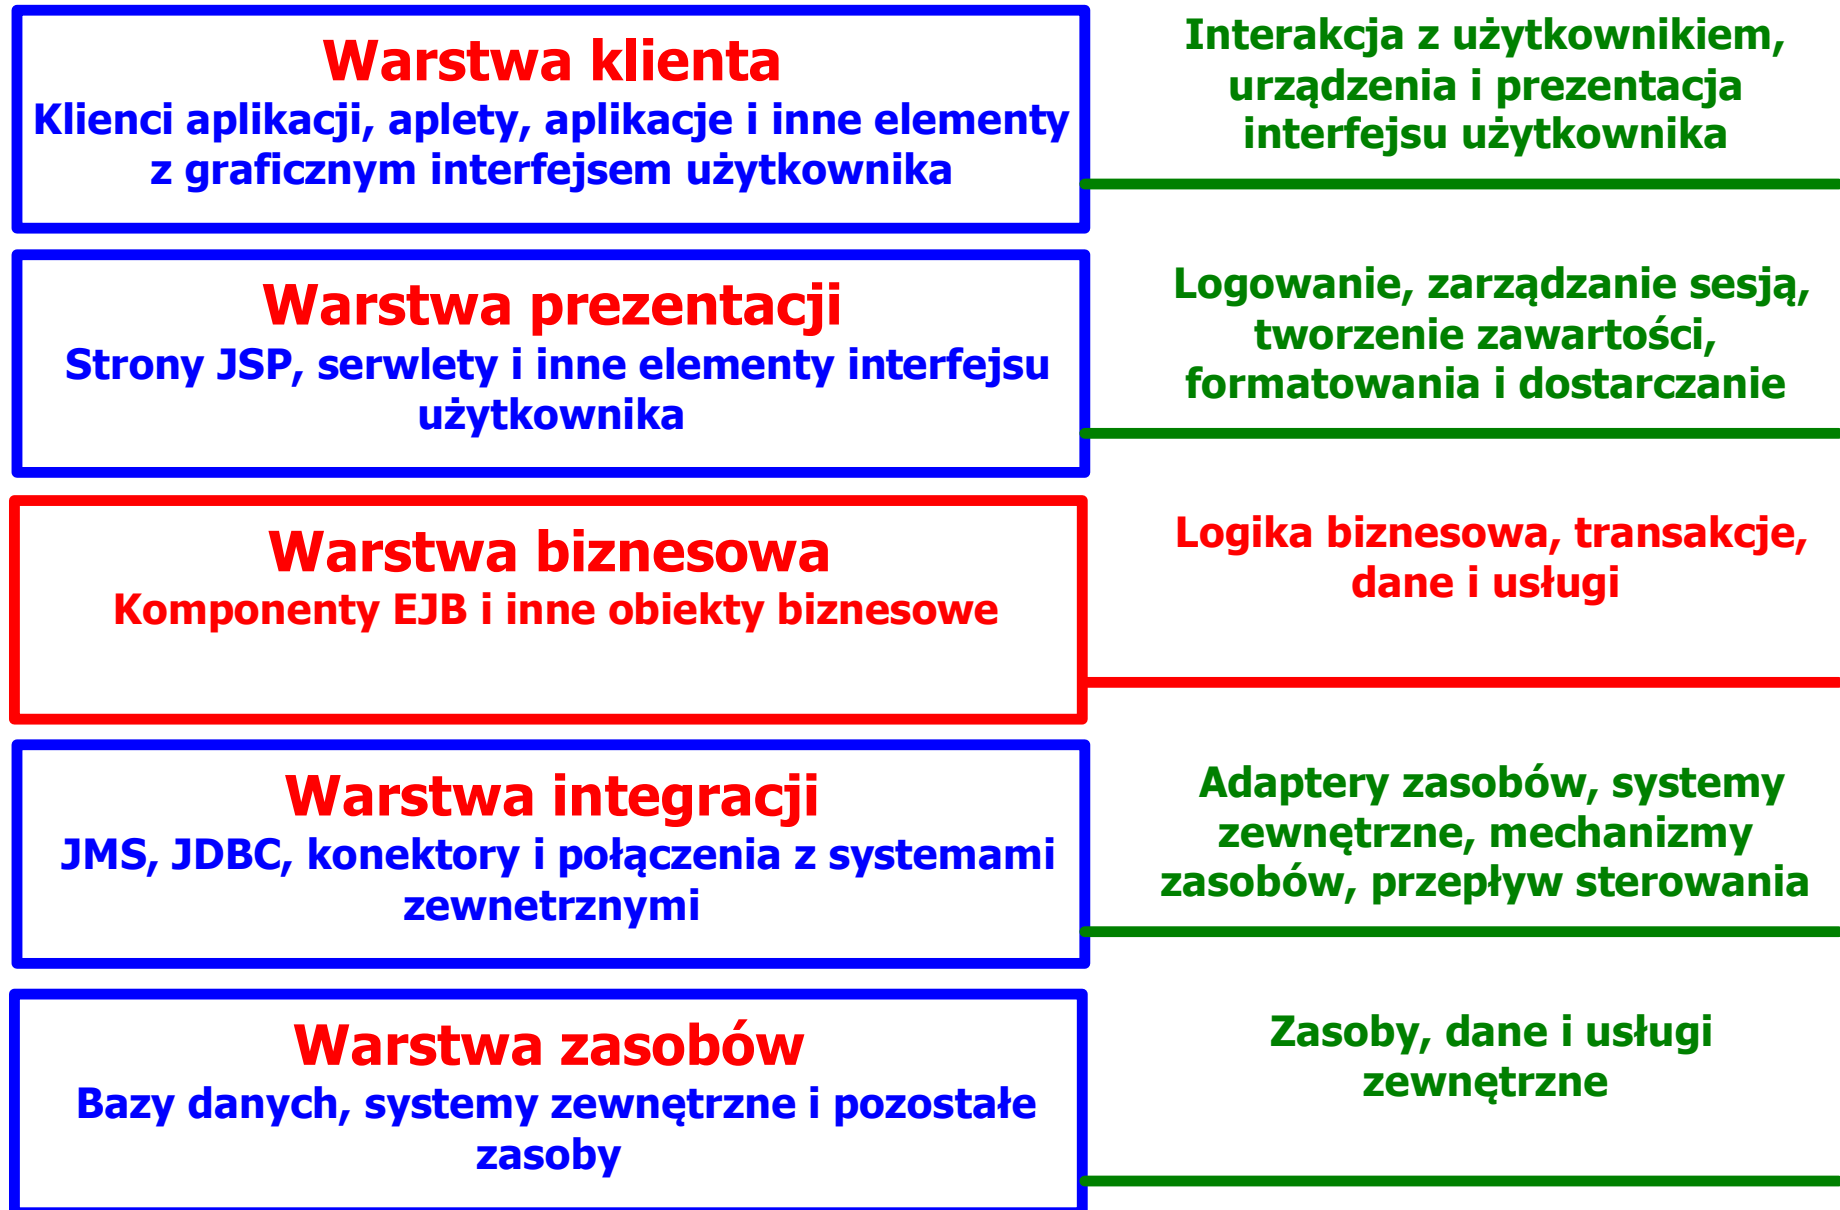 Warstwa klienta
Klienci aplikacji, aplety, aplikacje i inne elementy
z graficznym interfejsem użytkownika
Interakcja z użytkownikiem,
urządzenia i prezentacja
interfejsu użytkownika
Warstwa prezentacji
Strony JSP, serwlety i inne elementy interfejsu
użytkownika
Logowanie, zarządzanie sesją,
tworzenie zawartości,
formatowania i dostarczanie
Warstwa biznesowa
Komponenty EJB i inne obiekty biznesowe
Logika biznesowa, transakcje,
dane i usługi
Warstwa integracji
JMS, JDBC, konektory i połączenia z systemami
zewnetrznymi
Adaptery zasobów, systemy
zewnętrzne, mechanizmy
zasobów, przepływ sterowania
Warstwa zasobów
Bazy danych, systemy zewnętrzne i pozostałe
zasoby
Zasoby, dane i usługi
zewnętrzne